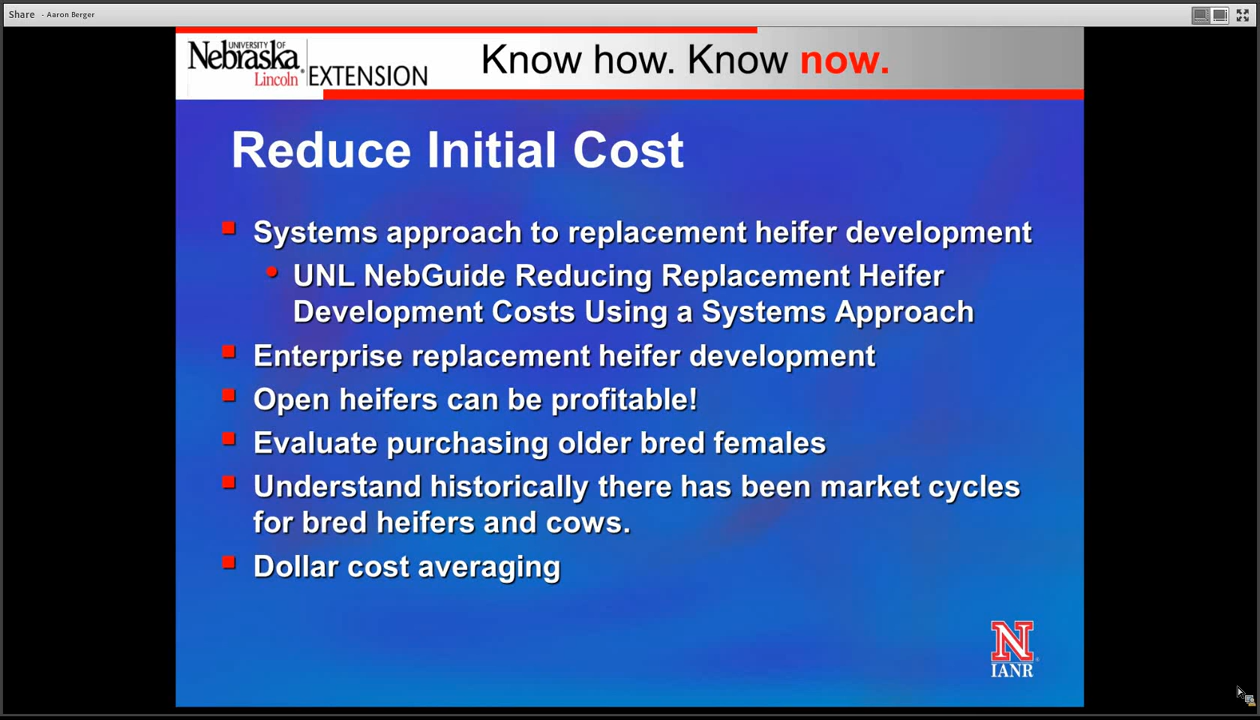 Share - Aaron Berger
UNIVERSITY OF
Nebraska
Lincoln®
EXTENSION
Know how. Know now.
Reduce Initial Cost
Systems approach to replacement heifer development
UNL NebGuide Reducing Replacement Heifer
Development Costs Using a Systems Approach
Enterprise replacement heifer development
Open heifers can be profitable!
Evaluate purchasing older bred females
Understand historically there has been market cycles
for bred heifers and cows.
Dollar cost averaging
N®
IANR